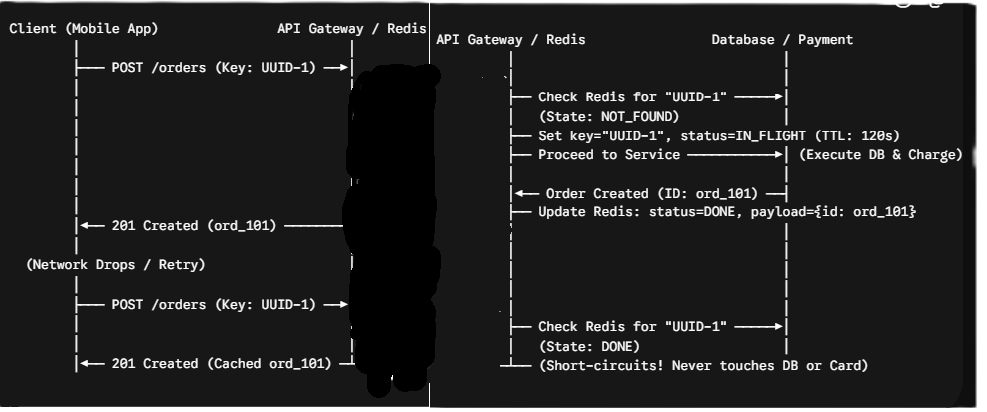 Client (Mobile App)
API Gateway / Redis
POST /orders (Key: UUID-1)
201 Created (ord_101)
(Network Drops / Retry)
POST /orders (Key: UUID-1)
201 Created (Cached ord_101)
API Gateway / Redis
Database / Payment
Check Redis for "UUID-1"
(State: NOT_FOUND)
Set key="UUID-1", status=IN_FLIGHT (TTL: 120s)
Proceed to Service
(Execute DB & Charge)
Order Created (ID: ord_101)
Update Redis: status=DONE, payload={id: ord_101}
Check Redis for "UUID-1"
(State: DONE)
(Short-circuits! Never touches DB or Card)